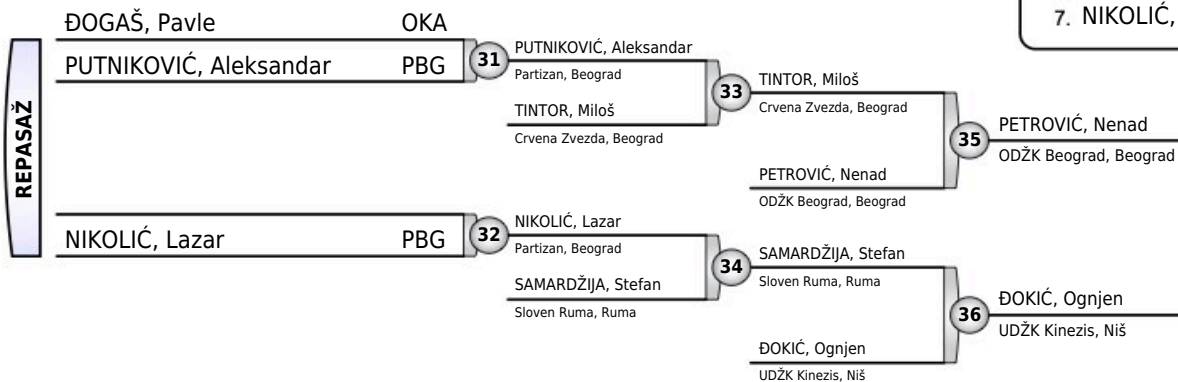 7. NIKOLIĆ,
REPASAŽ
ĐOGAŠ, Pavle OKA
PUTNIKOVIĆ, Aleksandar PBG
31
PUTNIKOVIĆ, Aleksandar
Partizan, Beograd
TINTOR, Miloš
Crvena Zvezda, Beograd
33
TINTOR, Miloš
Crvena Zvezda, Beograd
PETROVIĆ, Nenad
ODŽK Beograd, Beograd
35
PETROVIĆ, Nenad
ODŽK Beograd, Beograd
NIKOLIĆ, Lazar PBG
32
NIKOLIĆ, Lazar
Partizan, Beograd
SAMARDŽIJA, Stefan
Sloven Ruma, Ruma
34
SAMARDŽIJA, Stefan
Sloven Ruma, Ruma
ĐOKIĆ, Ognjen
UDŽK Kinezis, Niš
36
ĐOKIĆ, Ognjen
UDŽK Kinezis, Niš